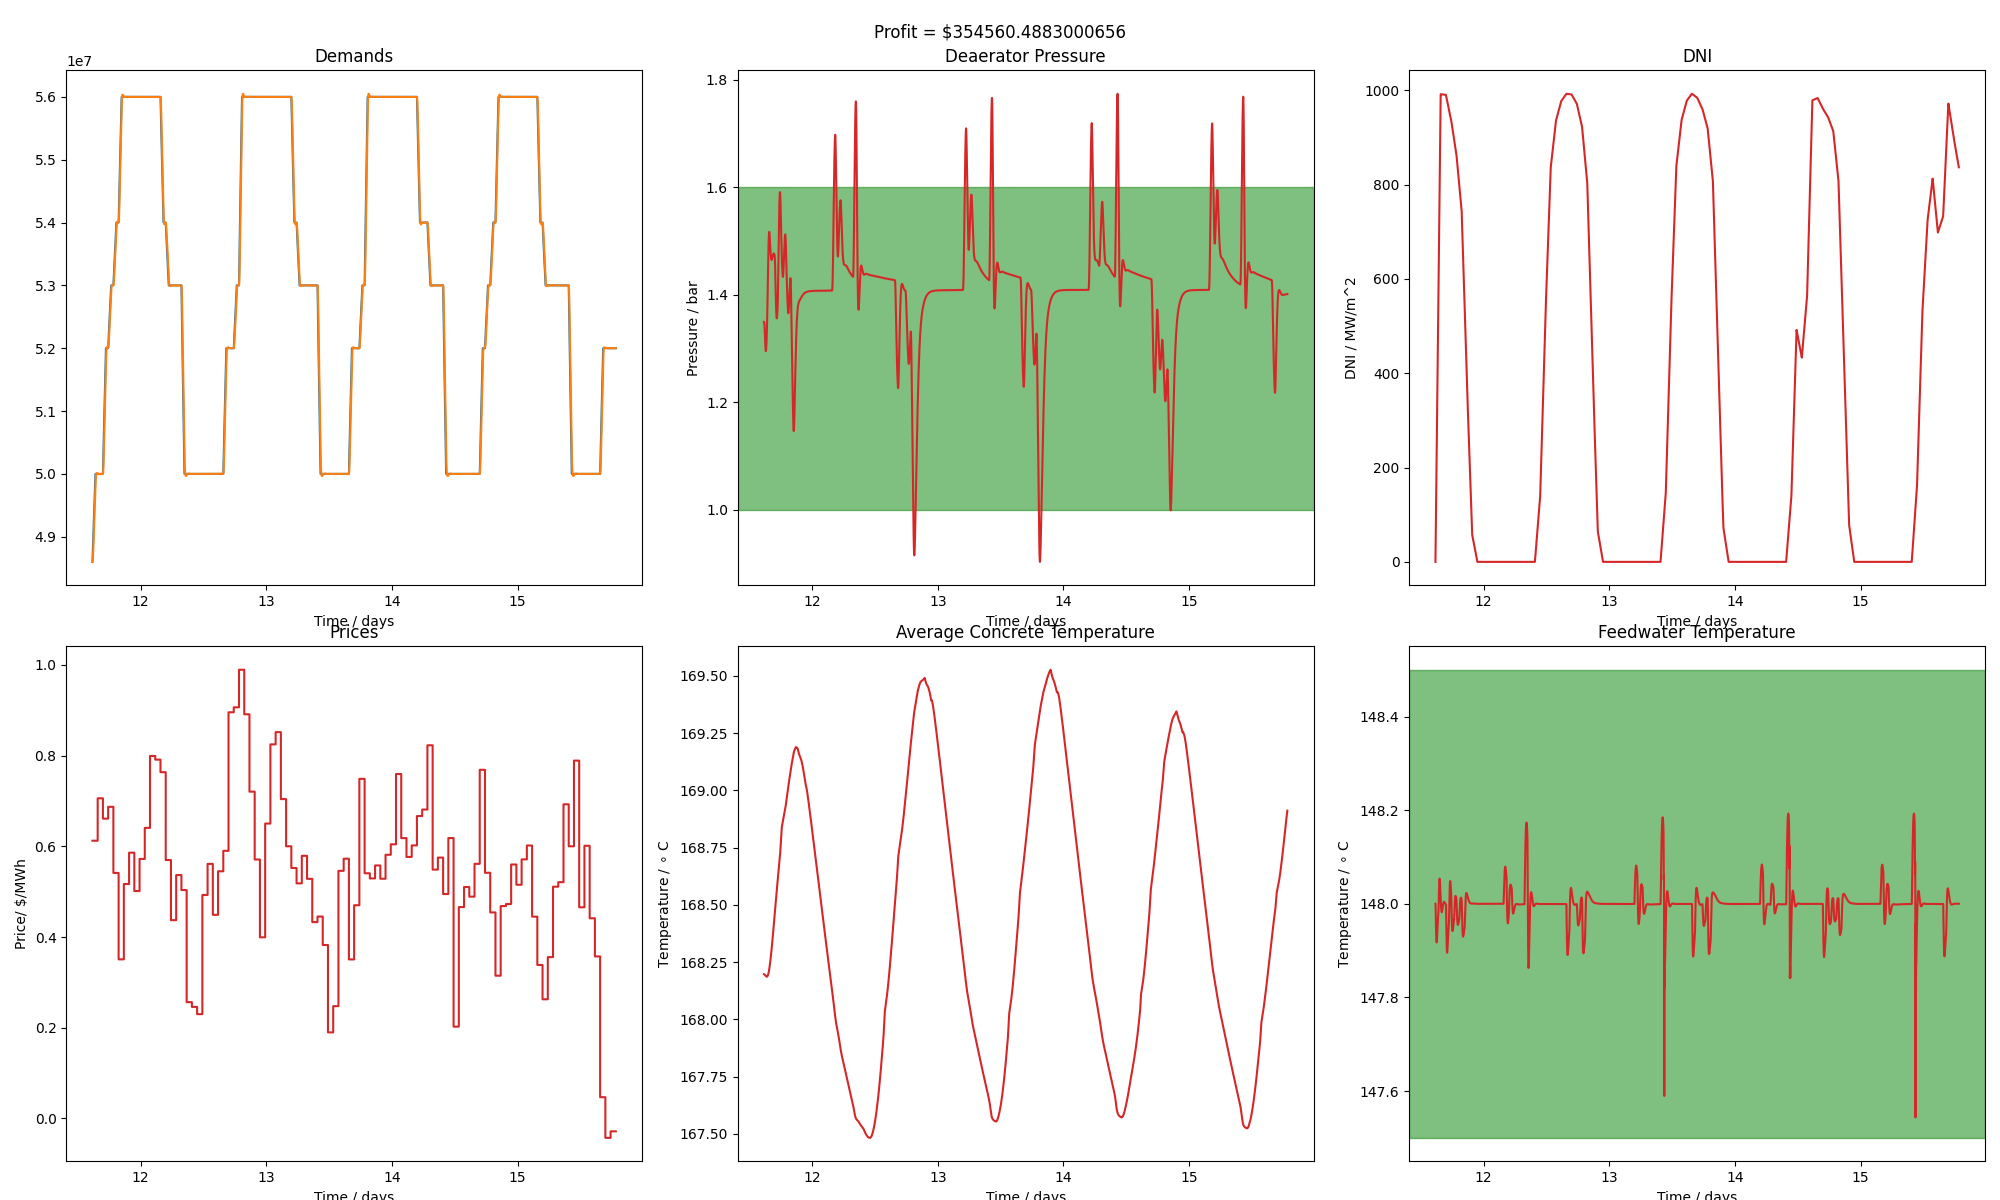 Profit = $354560.4883000656
Demands
1e7
5.6
5.5
5.4
5.3
5.2
5.1
5.0
4.9
12 13 14 15
Time / days
Deaerator Pressure
Pressure / bar
1.8
1.6
1.4
1.2
1.0
12 13 14 15
Time / days
DNI
DNI / MW/m^2
1000
800
600
400
200
0
12 13 14 15
Time / days
Prices
Price/ $/MWh
1.0
0.8
0.6
0.4
0.2
0.0
12 13 14 15
Time / days
Average Concrete Temperature
Temperature / ∘ C
169.50
169.25
169.00
168.75
168.50
168.25
168.00
167.75
167.50
12 13 14 15
Time / days
Feedwater Temperature
Temperature / ∘ C
148.4
148.2
148.0
147.8
147.6
12 13 14 15
Time / days